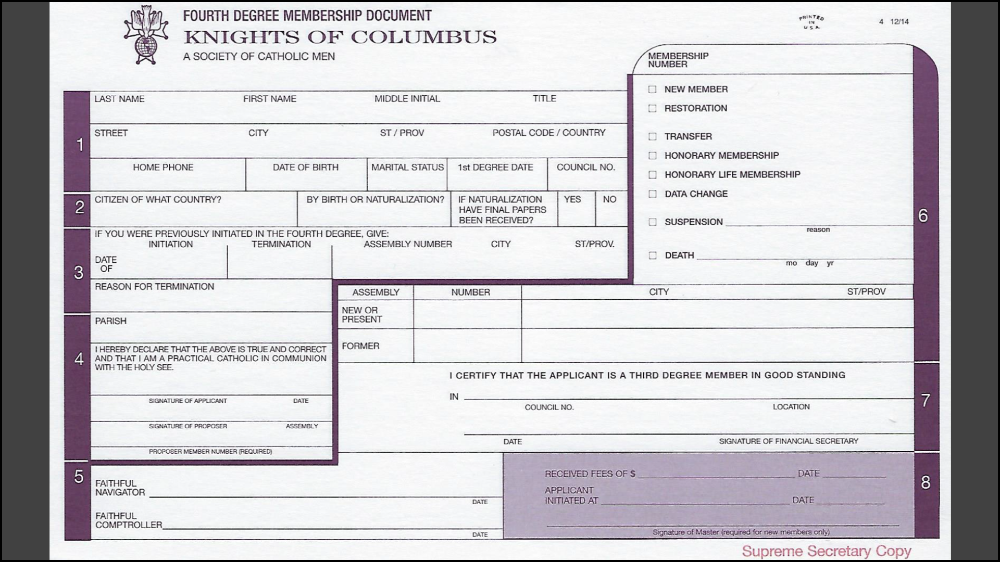 FOURTH DEGREE MEMBERSHIP DOCUMENT
KNIGHTS OF COLUMBUS
A SOCIETY OF CATHOLIC MEN
PRINTED
IN
U.S.A.
4 12/14
MEMBERSHIP
NUMBER
1
LAST NAME FIRST NAME MIDDLE INITIAL TITLE
STREET CITY ST / PROV POSTAL CODE / COUNTRY
HOME PHONE DATE OF BIRTH MARITAL STATUS 1st DEGREE DATE COUNCIL NO.
2
CITIZEN OF WHAT COUNTRY? BY BIRTH OR NATURALIZATION? IF NATURALIZATION YES NO
HAVE FINAL PAPERS
BEEN RECEIVED?
3
IF YOU WERE PREVIOUSLY INITIATED IN THE FOURTH DEGREE, GIVE:
INITIATION TERMINATION ASSEMBLY NUMBER CITY ST/PROV.
DATE
OF
REASON FOR TERMINATION
4
PARISH
I HEREBY DECLARE THAT THE ABOVE IS TRUE AND CORRECT
AND THAT I AM A PRACTICAL CATHOLIC IN COMMUNION
WITH THE HOLY SEE.
SIGNATURE OF APPLICANT DATE
SIGNATURE OF PROPOSER ASSEMBLY
PROPOSER MEMBER NUMBER (REQUIRED)
5
FAITHFUL
NAVIGATOR
DATE
FAITHFUL
COMPTROLLER
DATE
6
NEW MEMBER
RESTORATION
TRANSFER
HONORARY MEMBERSHIP
HONORARY LIFE MEMBERSHIP
DATA CHANGE
SUSPENSION
reason
DEATH
mo day yr
ASSEMBLY NUMBER CITY ST/PROV
NEW OR
PRESENT
FORMER
7
I CERTIFY THAT THE APPLICANT IS A THIRD DEGREE MEMBER IN GOOD STANDING
IN
COUNCIL NO. LOCATION
DATE SIGNATURE OF FINANCIAL SECRETARY
8
RECEIVED FEES OF $ DATE
APPLICANT
INITIATED AT DATE
Signature of Master (required for new members only)
Supreme Secretary Copy